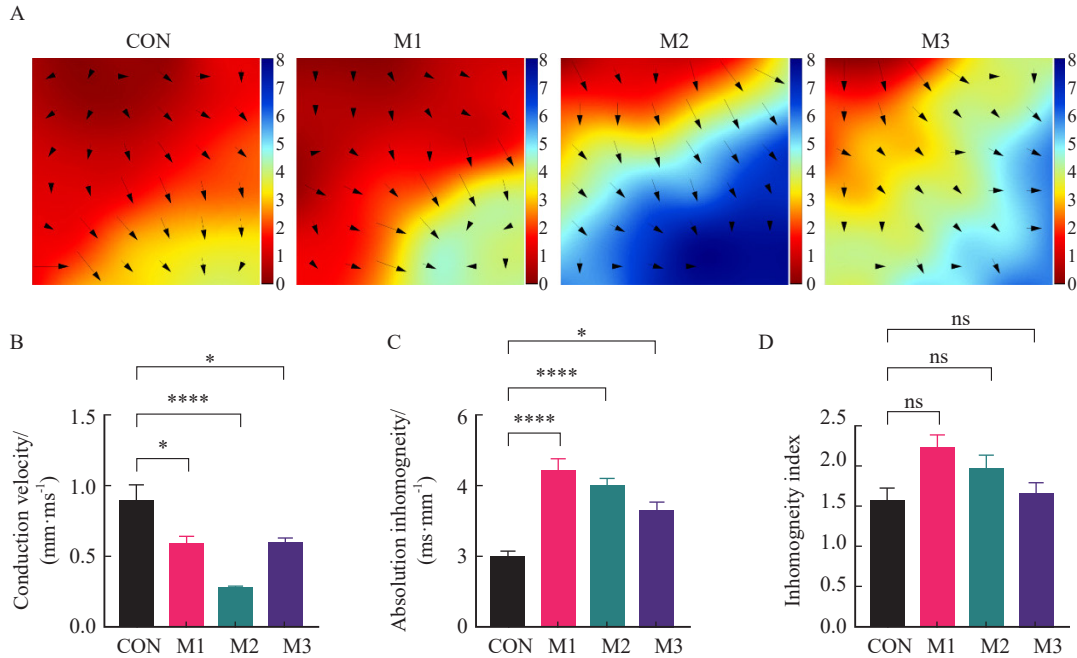 A
CON
M1
M2
M3
8
7
6
5
4
3
2
1
0
8
7
6
5
4
3
2
1
0
8
7
6
5
4
3
2
1
0
8
7
6
5
4
3
2
1
0
B
*
****
*
Conduction velocity/
(mm·ms-1)
1.5
1.0
0.5
0.0
CON
M1
M2
M3
C
*
****
****
Absolution inhomogneity/
(ms·mm-1)
6
4
3
0
CON
M1
M2
M3
D
ns
ns
ns
Inhomogneity index
2.5
2.0
1.5
1.5
0.5
0.0
CON
M1
M2
M3